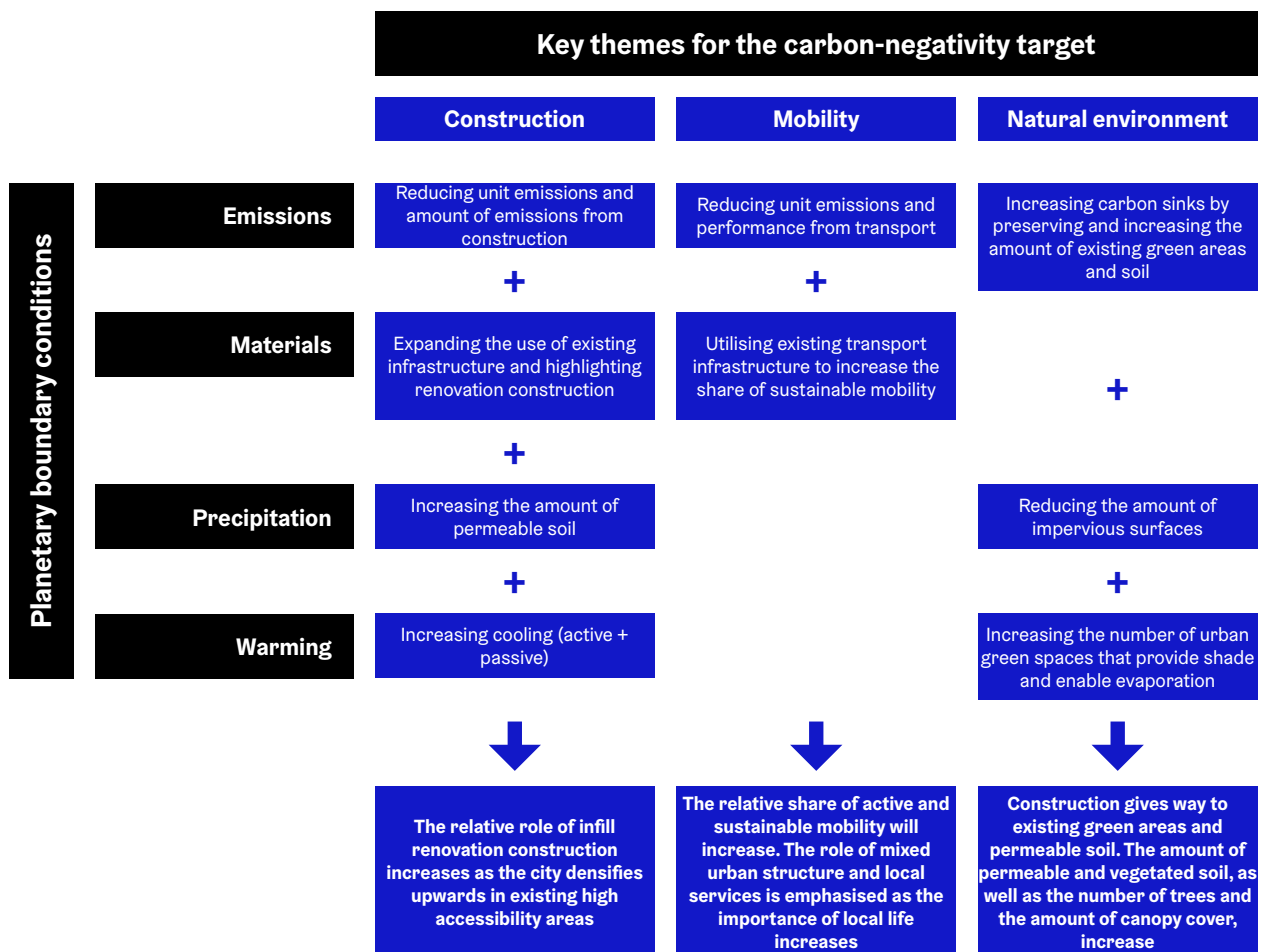 Key themes for the carbon-negativity target
Construction
Mobility
Natural environment
Planetary boundary conditions
Emissions
Reducing unit emissions and
amount of emissions from
construction
Reducing unit emissions and
performance from transport
Increasing carbon sinks by
preserving and increasing the
amount of existing green areas
and soil
+
+
Materials
Expanding the use of existing
infrastructure and highlighting
renovation construction
Utilising existing transport
infrastructure to increase the
share of sustainable mobility
+
+
Precipitation
Increasing the amount of
permeable soil
Reducing the amount of
impervious surfaces
+
+
Warming
Increasing cooling (active +
passive)
Increasing the number of urban
green spaces that provide shade
and enable evaporation
The relative role of infill
renovation construction
increases as the city densifies
upwards in existing high
accessibility areas
The relative share of active and
sustainable mobility will
increase. The role of mixed
urban structure and local
services is emphasised as the
importance of local life
increases
Construction gives way to
existing green areas and
permeable soil. The amount of
permeable and vegetated soil, as
well as the number of trees and
the amount of canopy cover,
increase